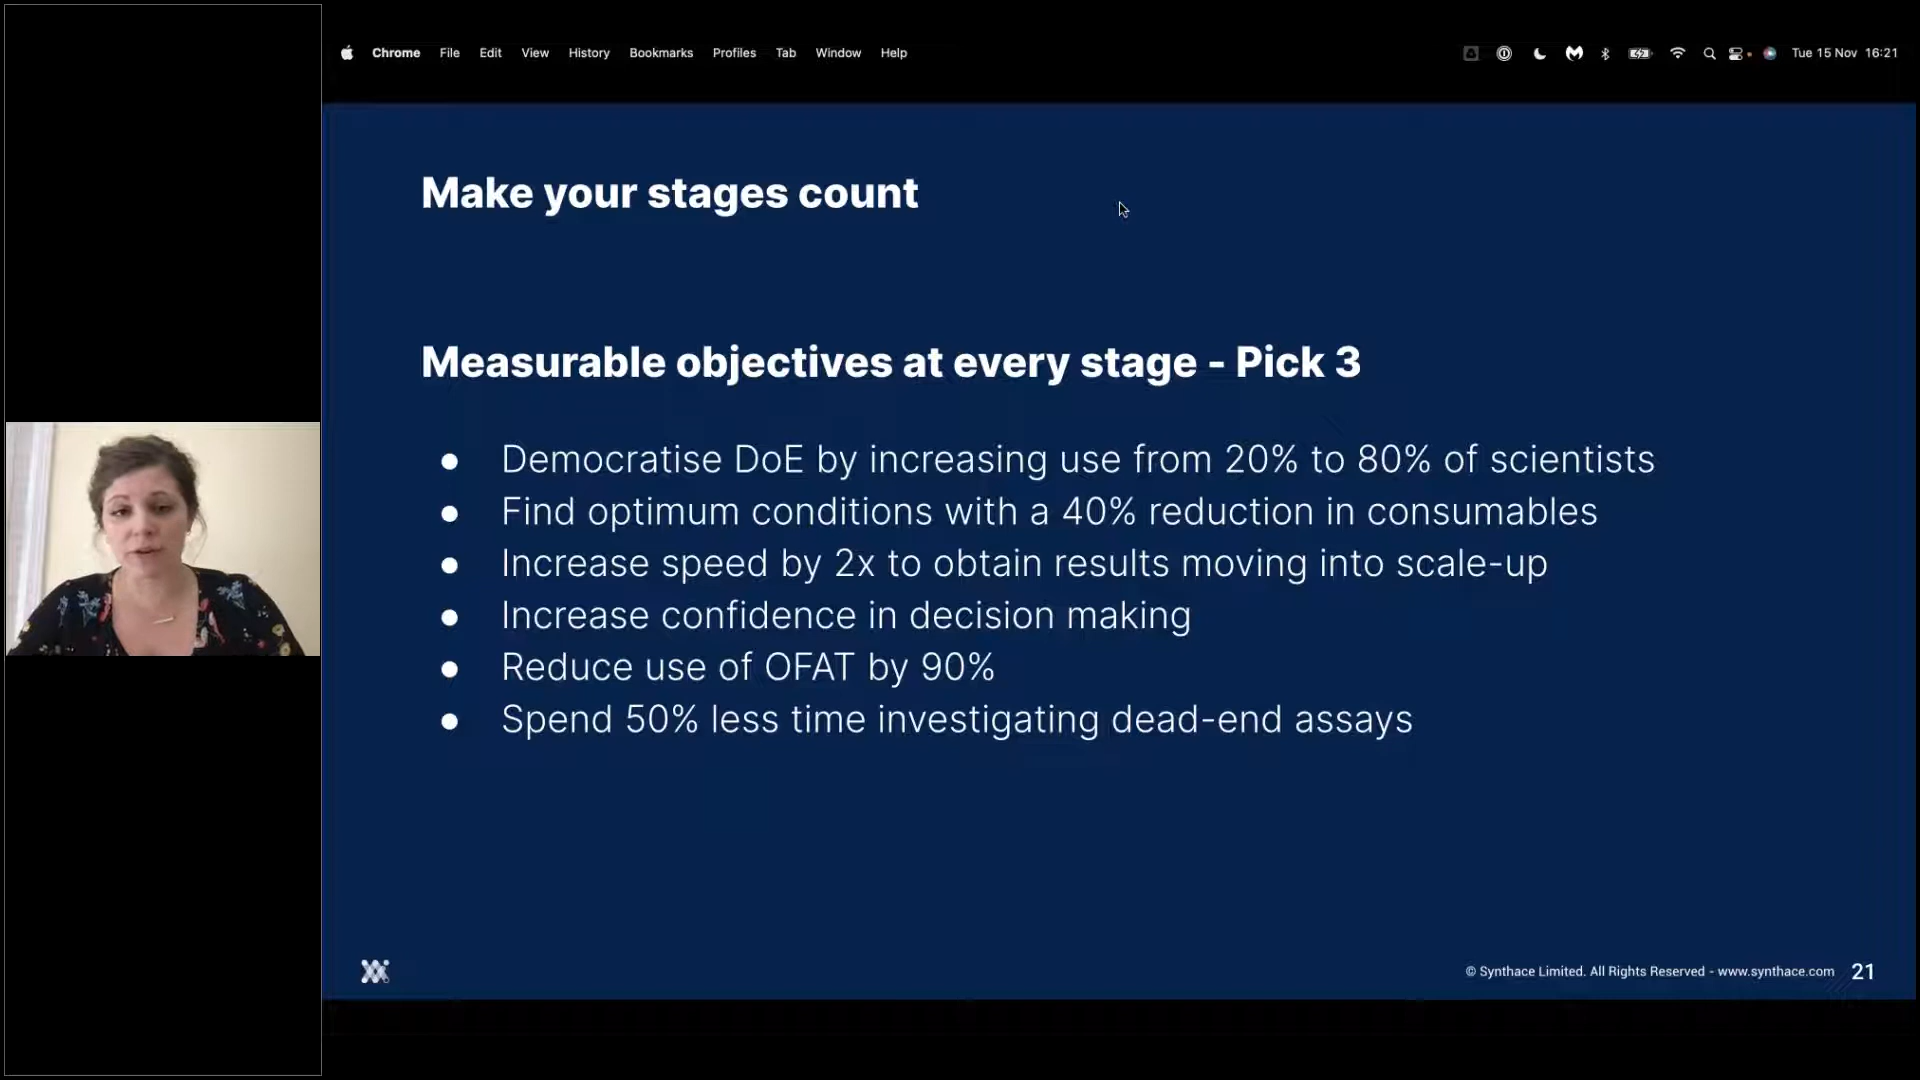 Chrome File Edit View History Bookmarks Profiles Tab Window Help Tue 15 Nov 16:21
Make your stages count
Measurable objectives at every stage - Pick 3
● Democratise DoE by increasing use from 20% to 80% of scientists
● Find optimum conditions with a 40% reduction in consumables
● Increase speed by 2x to obtain results moving into scale-up
● Increase confidence in decision making
● Reduce use of OFAT by 90%
● Spend 50% less time investigating dead-end assays
© Synthace Limited. All Rights Reserved - www.synthace.com 21